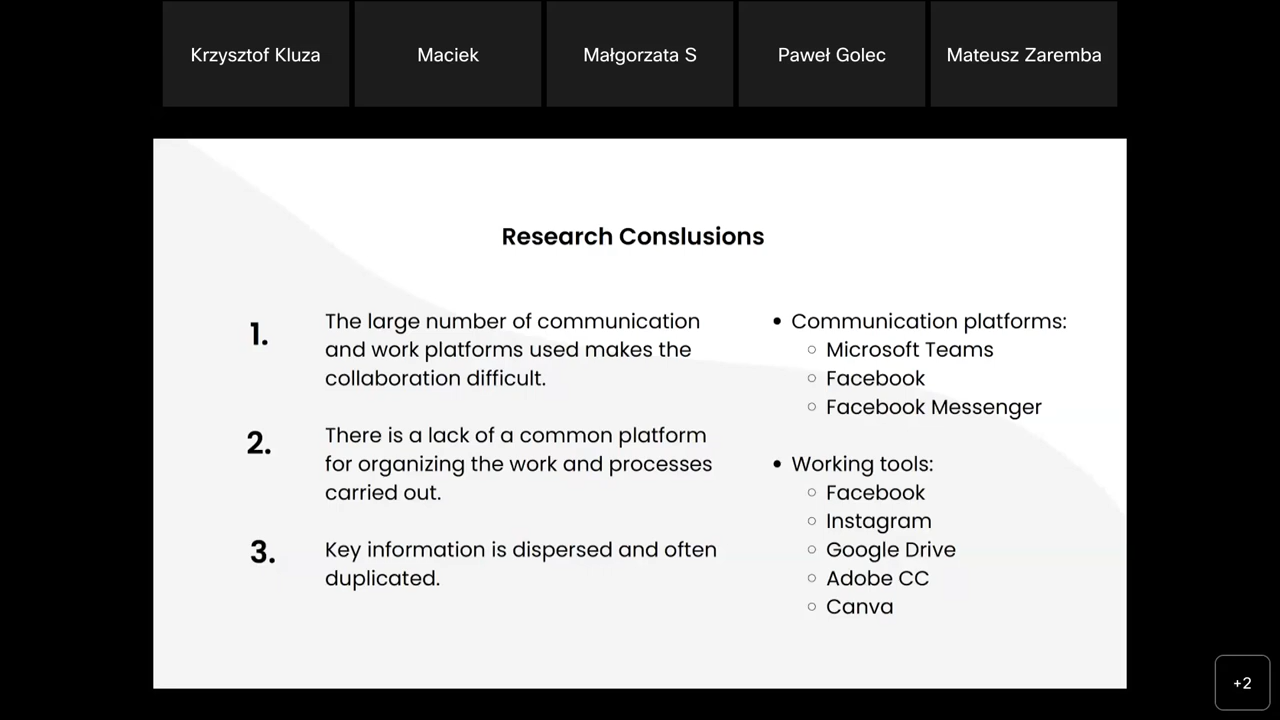 Krzysztof Kluza
Maciek
Małgorzata S
Paweł Golec
Mateusz Zaremba
Research Conslusions
1.
The large number of communication
and work platforms used makes the
collaboration difficult.
2.
There is a lack of a common platform
for organizing the work and processes
carried out.
3.
Key information is dispersed and often
duplicated.
Communication platforms:
Microsoft Teams
Facebook
Facebook Messenger
Working tools:
Facebook
Instagram
Google Drive
Adobe CC
Canva
+2